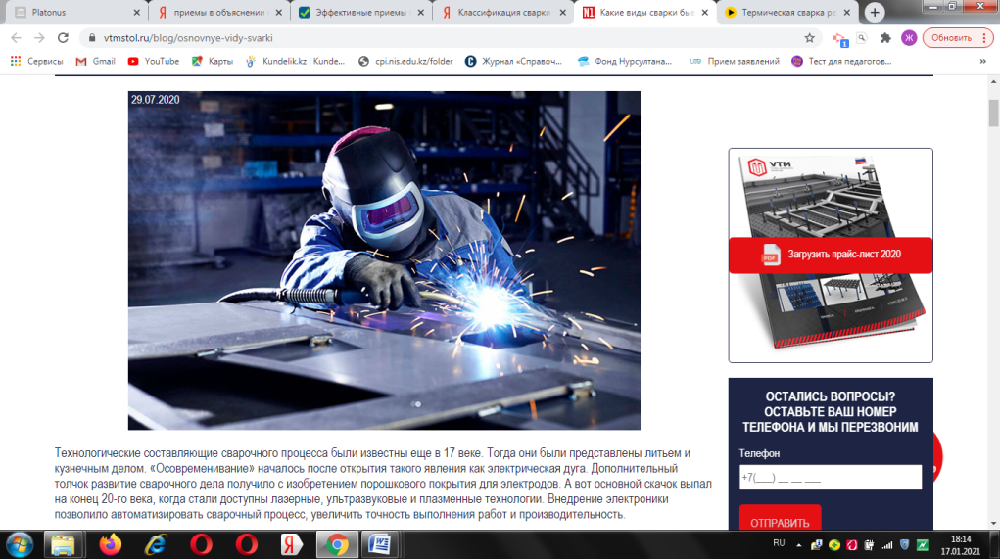 Platonus
приемы в объяснении
Эффективные приемы
Классификация сварки
Какие виды сварки быв
Термическая сварка ре
vtmstol.ru/blog/osnovnye-vidy-svarki
Ж
Обновить
Сервисы
Gmail
YouTube
Карты
Kundelik.kz | Kunde...
cpi.nis.edu.kz/folder
Журнал «Справоч...
Фонд Нурсултана...
Прием заявлений
Тест для педагогов...
»
29.07.2020
VTM
PDF
Загрузить прайс-лист 2020
ОСТАЛИСЬ ВОПРОСЫ?
ОСТАВЬТЕ ВАШ НОМЕР
ТЕЛЕФОНА И МЫ ПЕРЕЗВОНИМ
Телефон
+7(___) __ __ ___
ОТПРАВИТЬ
Технологические составляющие сварочного процесса были известны еще в 17 веке. Тогда они были представлены литьем и
кузнечным делом. «Осовременивание» началось после открытия такого явления как электрическая дуга. Дополнительный
толчок развитие сварочного дела получило с изобретением порошкового покрытия для электродов. А вот основной скачок выпал
на конец 20-го века, когда стали доступны лазерные, ультразвуковые и плазменные технологии. Внедрение электроники
позволило автоматизировать сварочный процесс, увеличить точность выполнения работ и производительность.
RU
18:14
17.01.2021